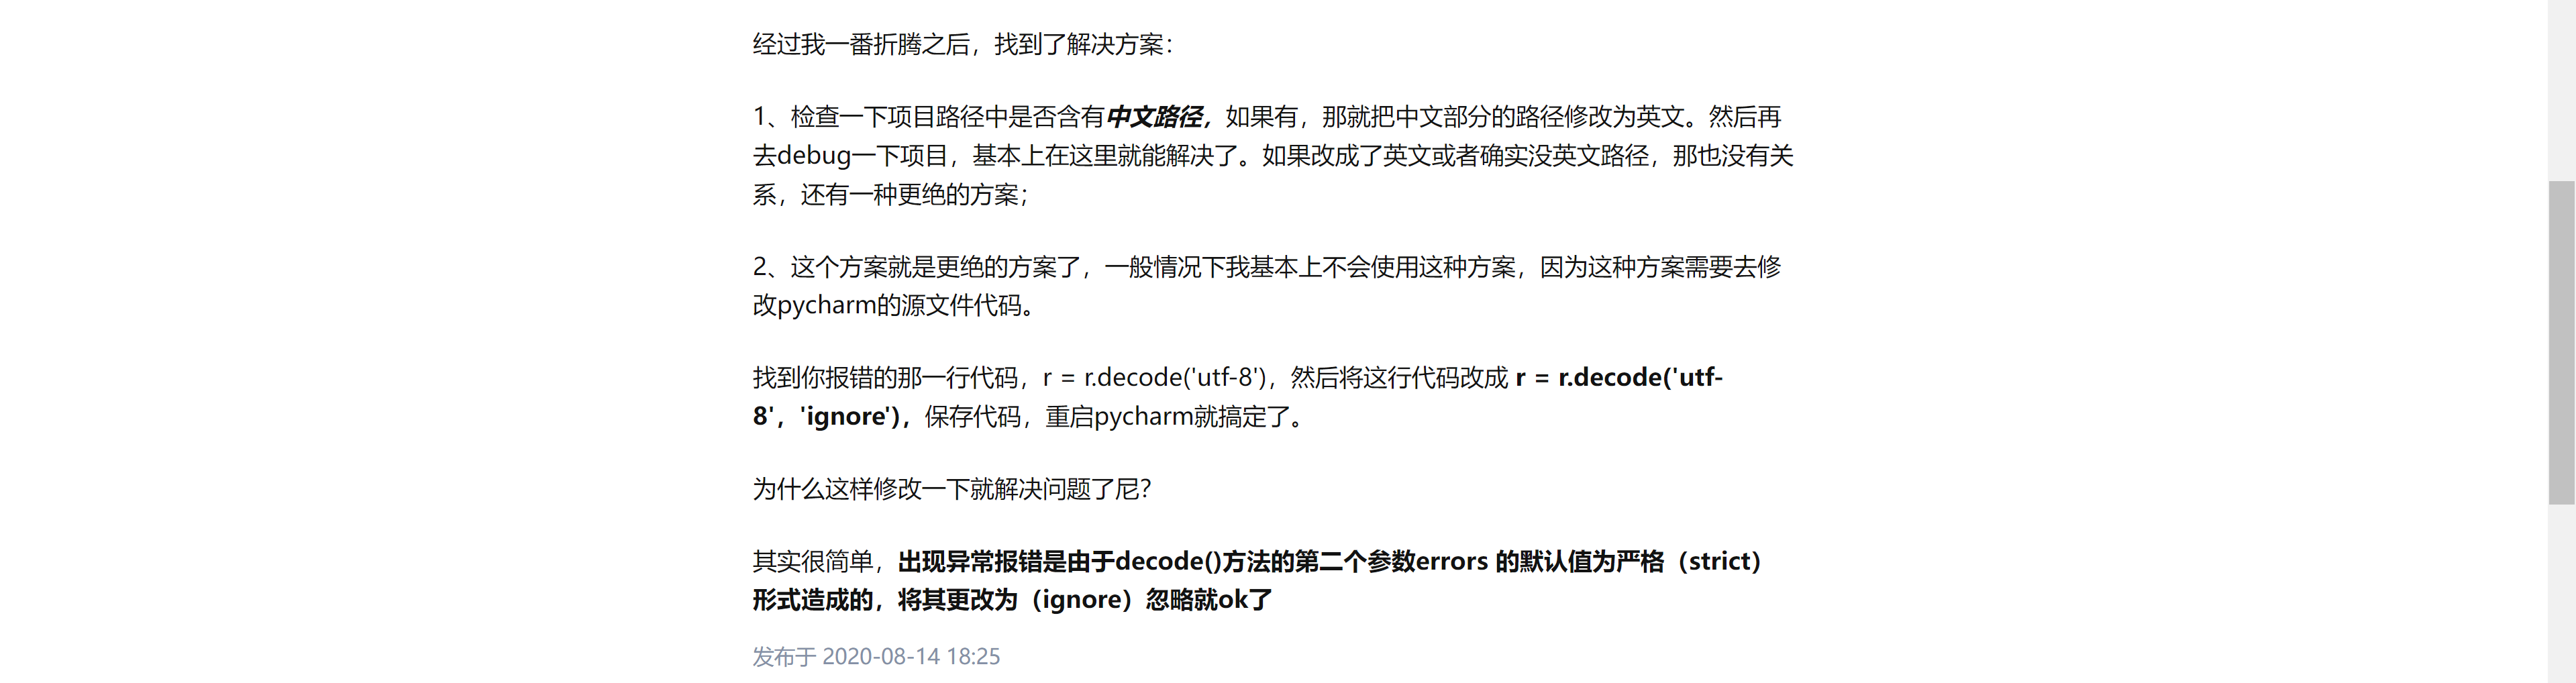 经过我一番折腾之后，找到了解决方案：
1、检查一下项目路径中是否含有中文路径，如果有，那就把中文部分的路径修改为英文。然后再
去debug一下项目，基本上在这里就能解决了。如果改成了英文或者确实没英文路径，那也没有关
系，还有一种更绝的方案；
2、这个方案就是更绝的方案了，一般情况下我基本上不会使用这种方案，因为这种方案需要去修
改pycharm的源文件代码。
找到你报错的那一行代码，r = r.decode('utf-8')，然后将这行代码改成 r = r.decode('utf-
8'，'ignore')，保存代码，重启pycharm就搞定了。
为什么这样修改一下就解决问题了尼？
其实很简单，出现异常报错是由于decode()方法的第二个参数errors 的默认值为严格（strict）
形式造成的，将其更改为（ignore）忽略就ok了
发布于 2020-08-14 18:25